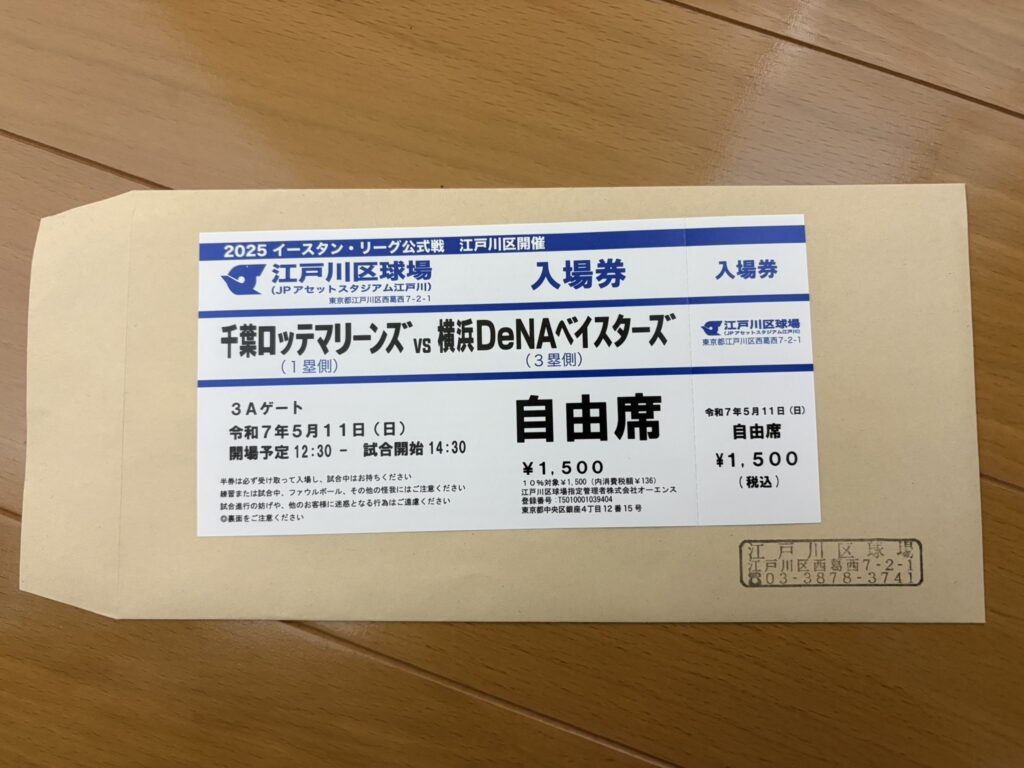 2025 イースタン・リーグ公式戦 江戸川区開催
江戸川区球場
(JPアセットスタジアム江戸川)
東京都江戸川区西葛西7-2-1
入場券
千葉ロッテマリーンズ vs 横浜DeNAベイスターズ
(1塁側)
(3塁側)
3Aゲート
令和7年5月11日(日)
開場予定 12:30 - 試合開始 14:30
半券は必ず受け取って入場し、試合中はお持ちください
練習または試合中、ファウルボール、その他の怪我にはご注意ください
試合進行の妨げや、他のお客様に迷惑となる行為はご遠慮ください
◎裏面をご注意ください
自由席
¥1,500
10%対象¥1,500(内消費税額¥136)
江戸川区球場指定管理者株式会社オーエンス
登録番号:T5010001039404
東京都中央区銀座4丁目12番15号
入場券
江戸川区球場
(JPアセットスタジアム江戸川)
東京都江戸川区西葛西7-2-1
令和7年5月11日(日)
自由席
¥1,500
(税込)
江戸川区球場
江戸川区西葛西7-2-1
☎03-3878-3741